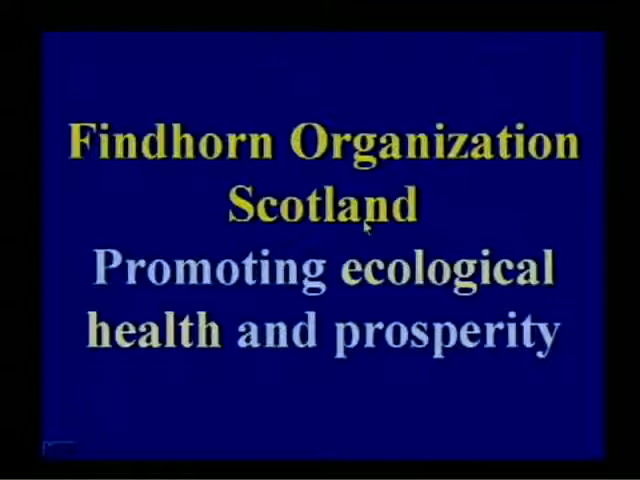 Findhorn Organization
Scotland
Promoting ecological
health and prosperity